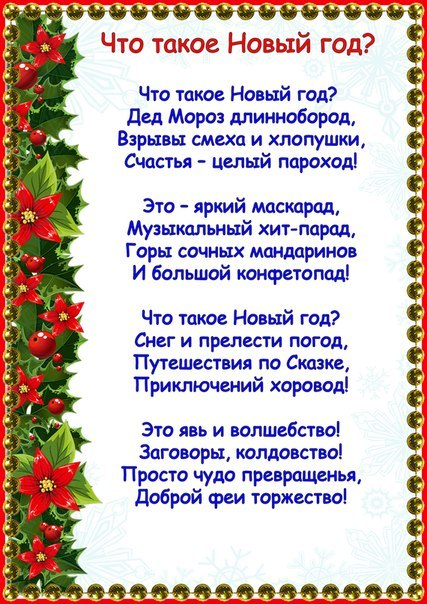 Что такое Новый год?
Что такое Новый год?
Дед Мороз длиннобород,
Взрывы смеха и хлопушки,
Счастья – целый пароход!
Это – яркий маскарад,
Музыкальный хит-парад,
Горы сочных мандаринов
И большой конфетопад!
Что такое Новый год?
Снег и прелести погод,
Путешествия по Сказке,
Приключений хоровод!
Это явь и волшебство!
Заговоры, колдовство!
Просто чудо превращенья,
Доброй феи торжество!